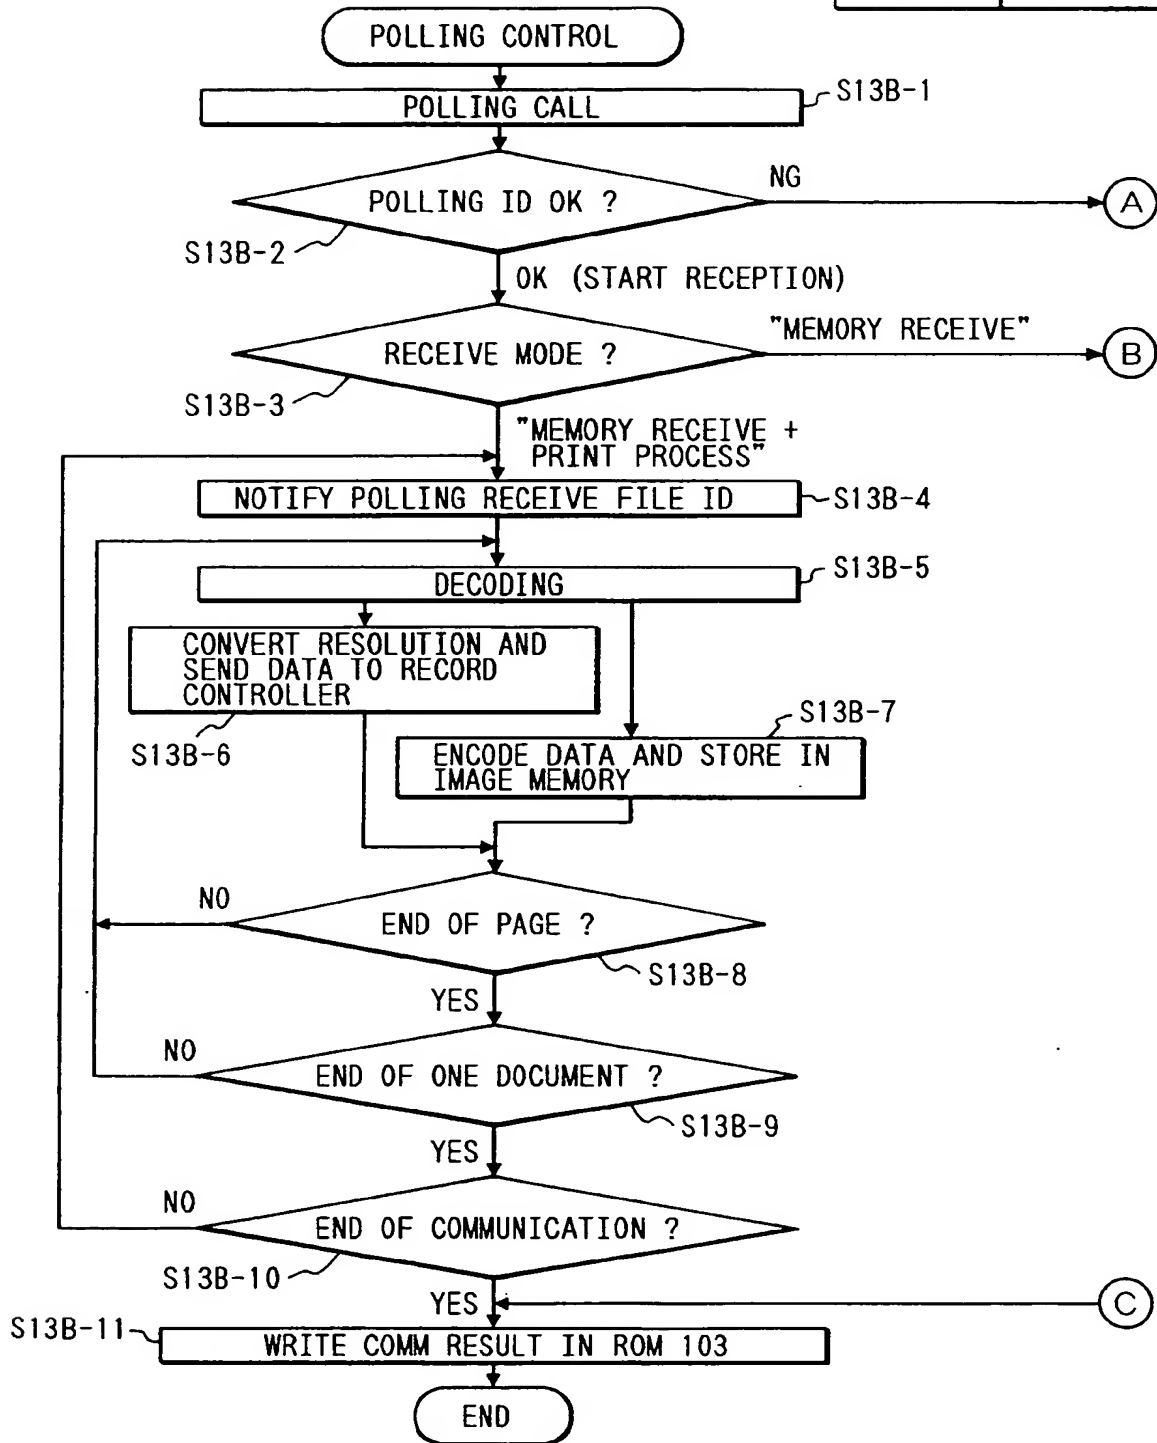 POLLING CONTROL
POLLING CALL
S13B-1
POLLING ID OK ?
NG
A
S13B-2
OK (START RECEPTION)
RECEIVE MODE ?
"MEMORY RECEIVE"
B
S13B-3
"MEMORY RECEIVE +
PRINT PROCESS"
NOTIFY POLLING RECEIVE FILE ID
S13B-4
DECODING
S13B-5
CONVERT RESOLUTION AND
SEND DATA TO RECORD
CONTROLLER
S13B-6
S13B-7
ENCODE DATA AND STORE IN
IMAGE MEMORY
NO
END OF PAGE ?
S13B-8
YES
NO
END OF ONE DOCUMENT ?
S13B-9
YES
NO
END OF COMMUNICATION ?
S13B-10
YES
C
S13B-11
WRITE COMM RESULT IN ROM 103
END